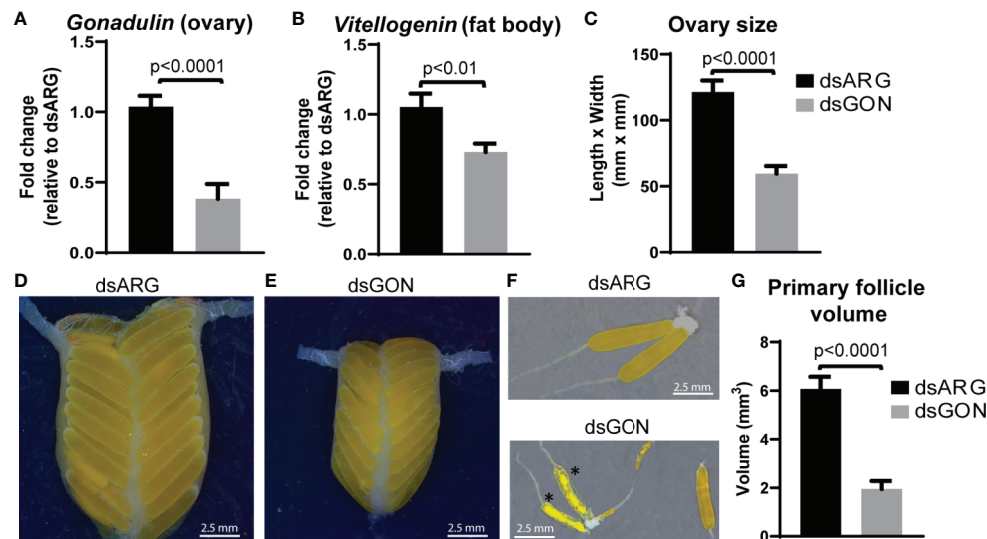 A
Gonadulin (ovary)
Fold change
(relative to dsARG)
1.5
1.0
0.5
0.0
p<0.0001
B
Vitellogenin (fat body)
Fold change
(relative to dsARG)
1.5
1.0
0.5
0.0
p<0.01
C
Ovary size
Length x Width
(mm x mm)
150
100
50
0
p<0.0001
dsARG
dsGON
D
dsARG
2.5 mm
E
dsGON
2.5 mm
F
dsARG
2.5 mm
dsGON
*
*
2.5 mm
G
Primary follicle
volume
Volume (mm³)
8
6
4
2
0
p<0.0001
dsARG
dsGON